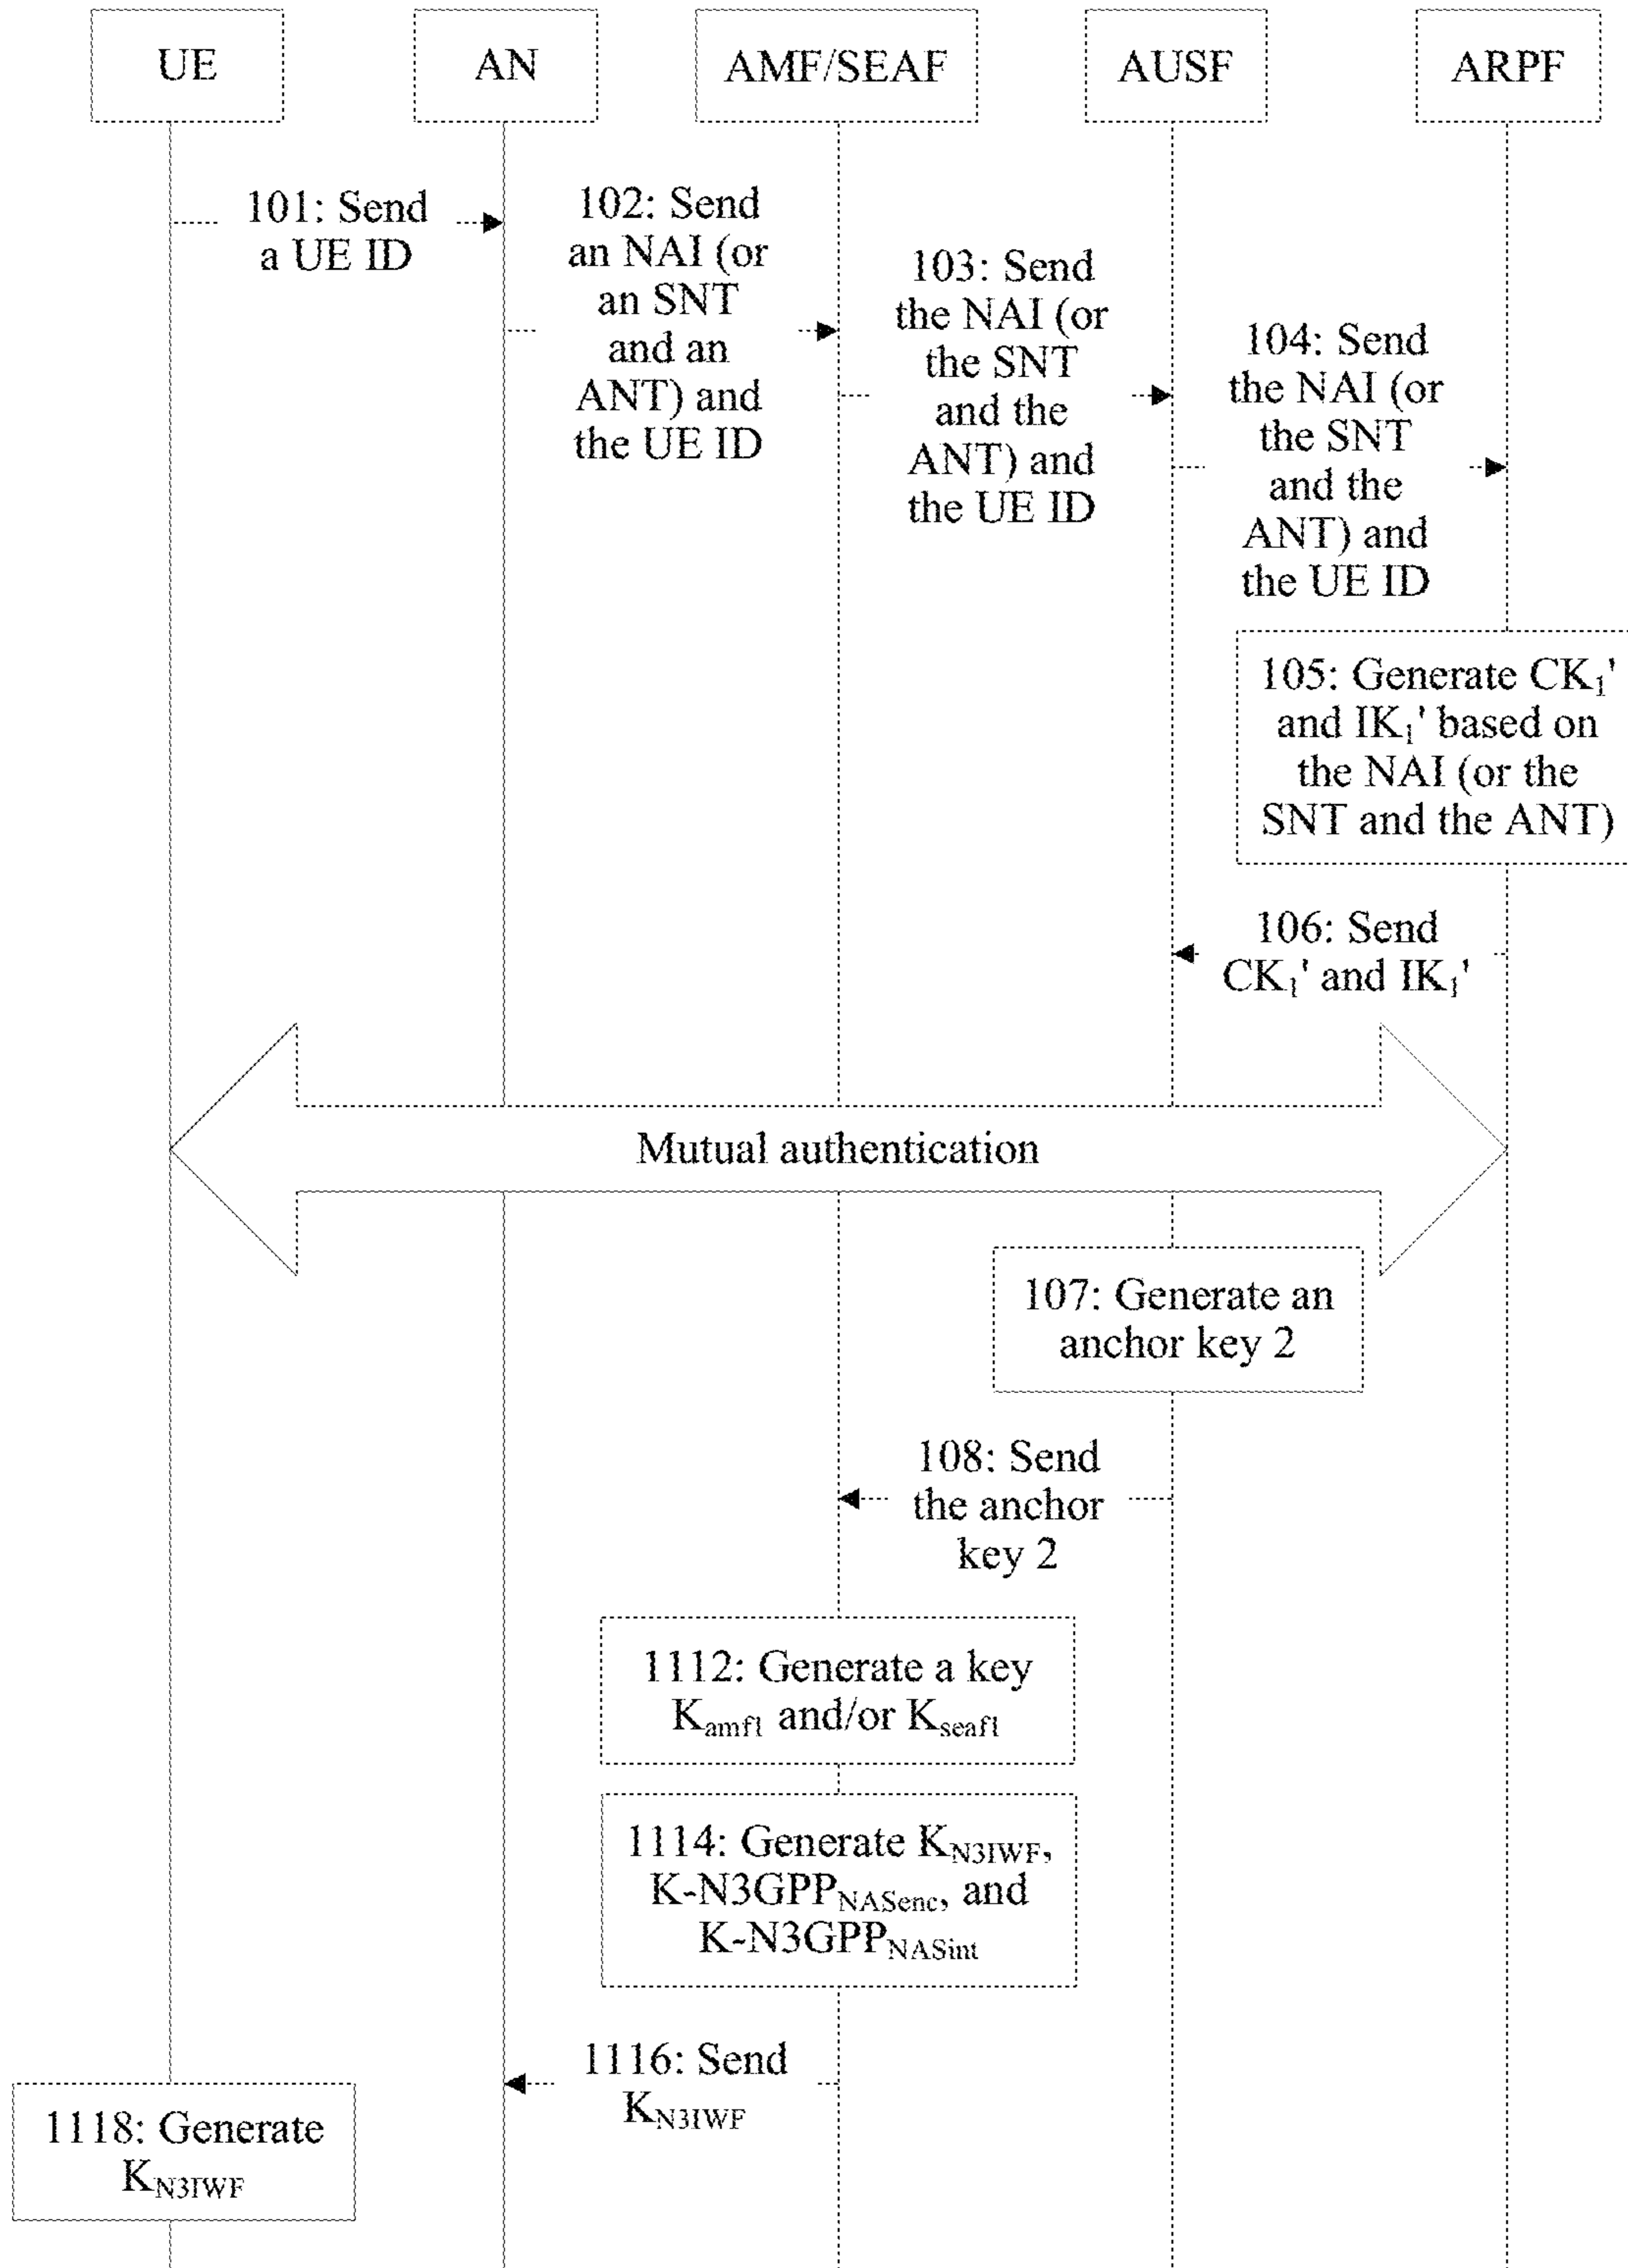 UE
AN
AMF/SEAF
AUSF
ARPF
101: Send
a UE ID
102: Send
an NAI (or
an SNT
and an
ANT) and
the UE ID
103: Send
the NAI (or
the SNT
and the
ANT) and
the UE ID
104: Send
the NAI (or
the SNT
and the
ANT) and
the UE ID
105: Generate CK₁'
and IK₁' based on
the NAI (or the
SNT and the ANT)
106: Send
CK₁' and IK₁'
Mutual authentication
107: Generate an
anchor key 2
108: Send
the anchor
key 2
1112: Generate a key
Kamf1 and/or Kseaf1
1114: Generate KN3IWF,
K-N3GPPNASenc, and
K-N3GPPNASint
1116: Send
KN3IWF
1118: Generate
KN3IWF